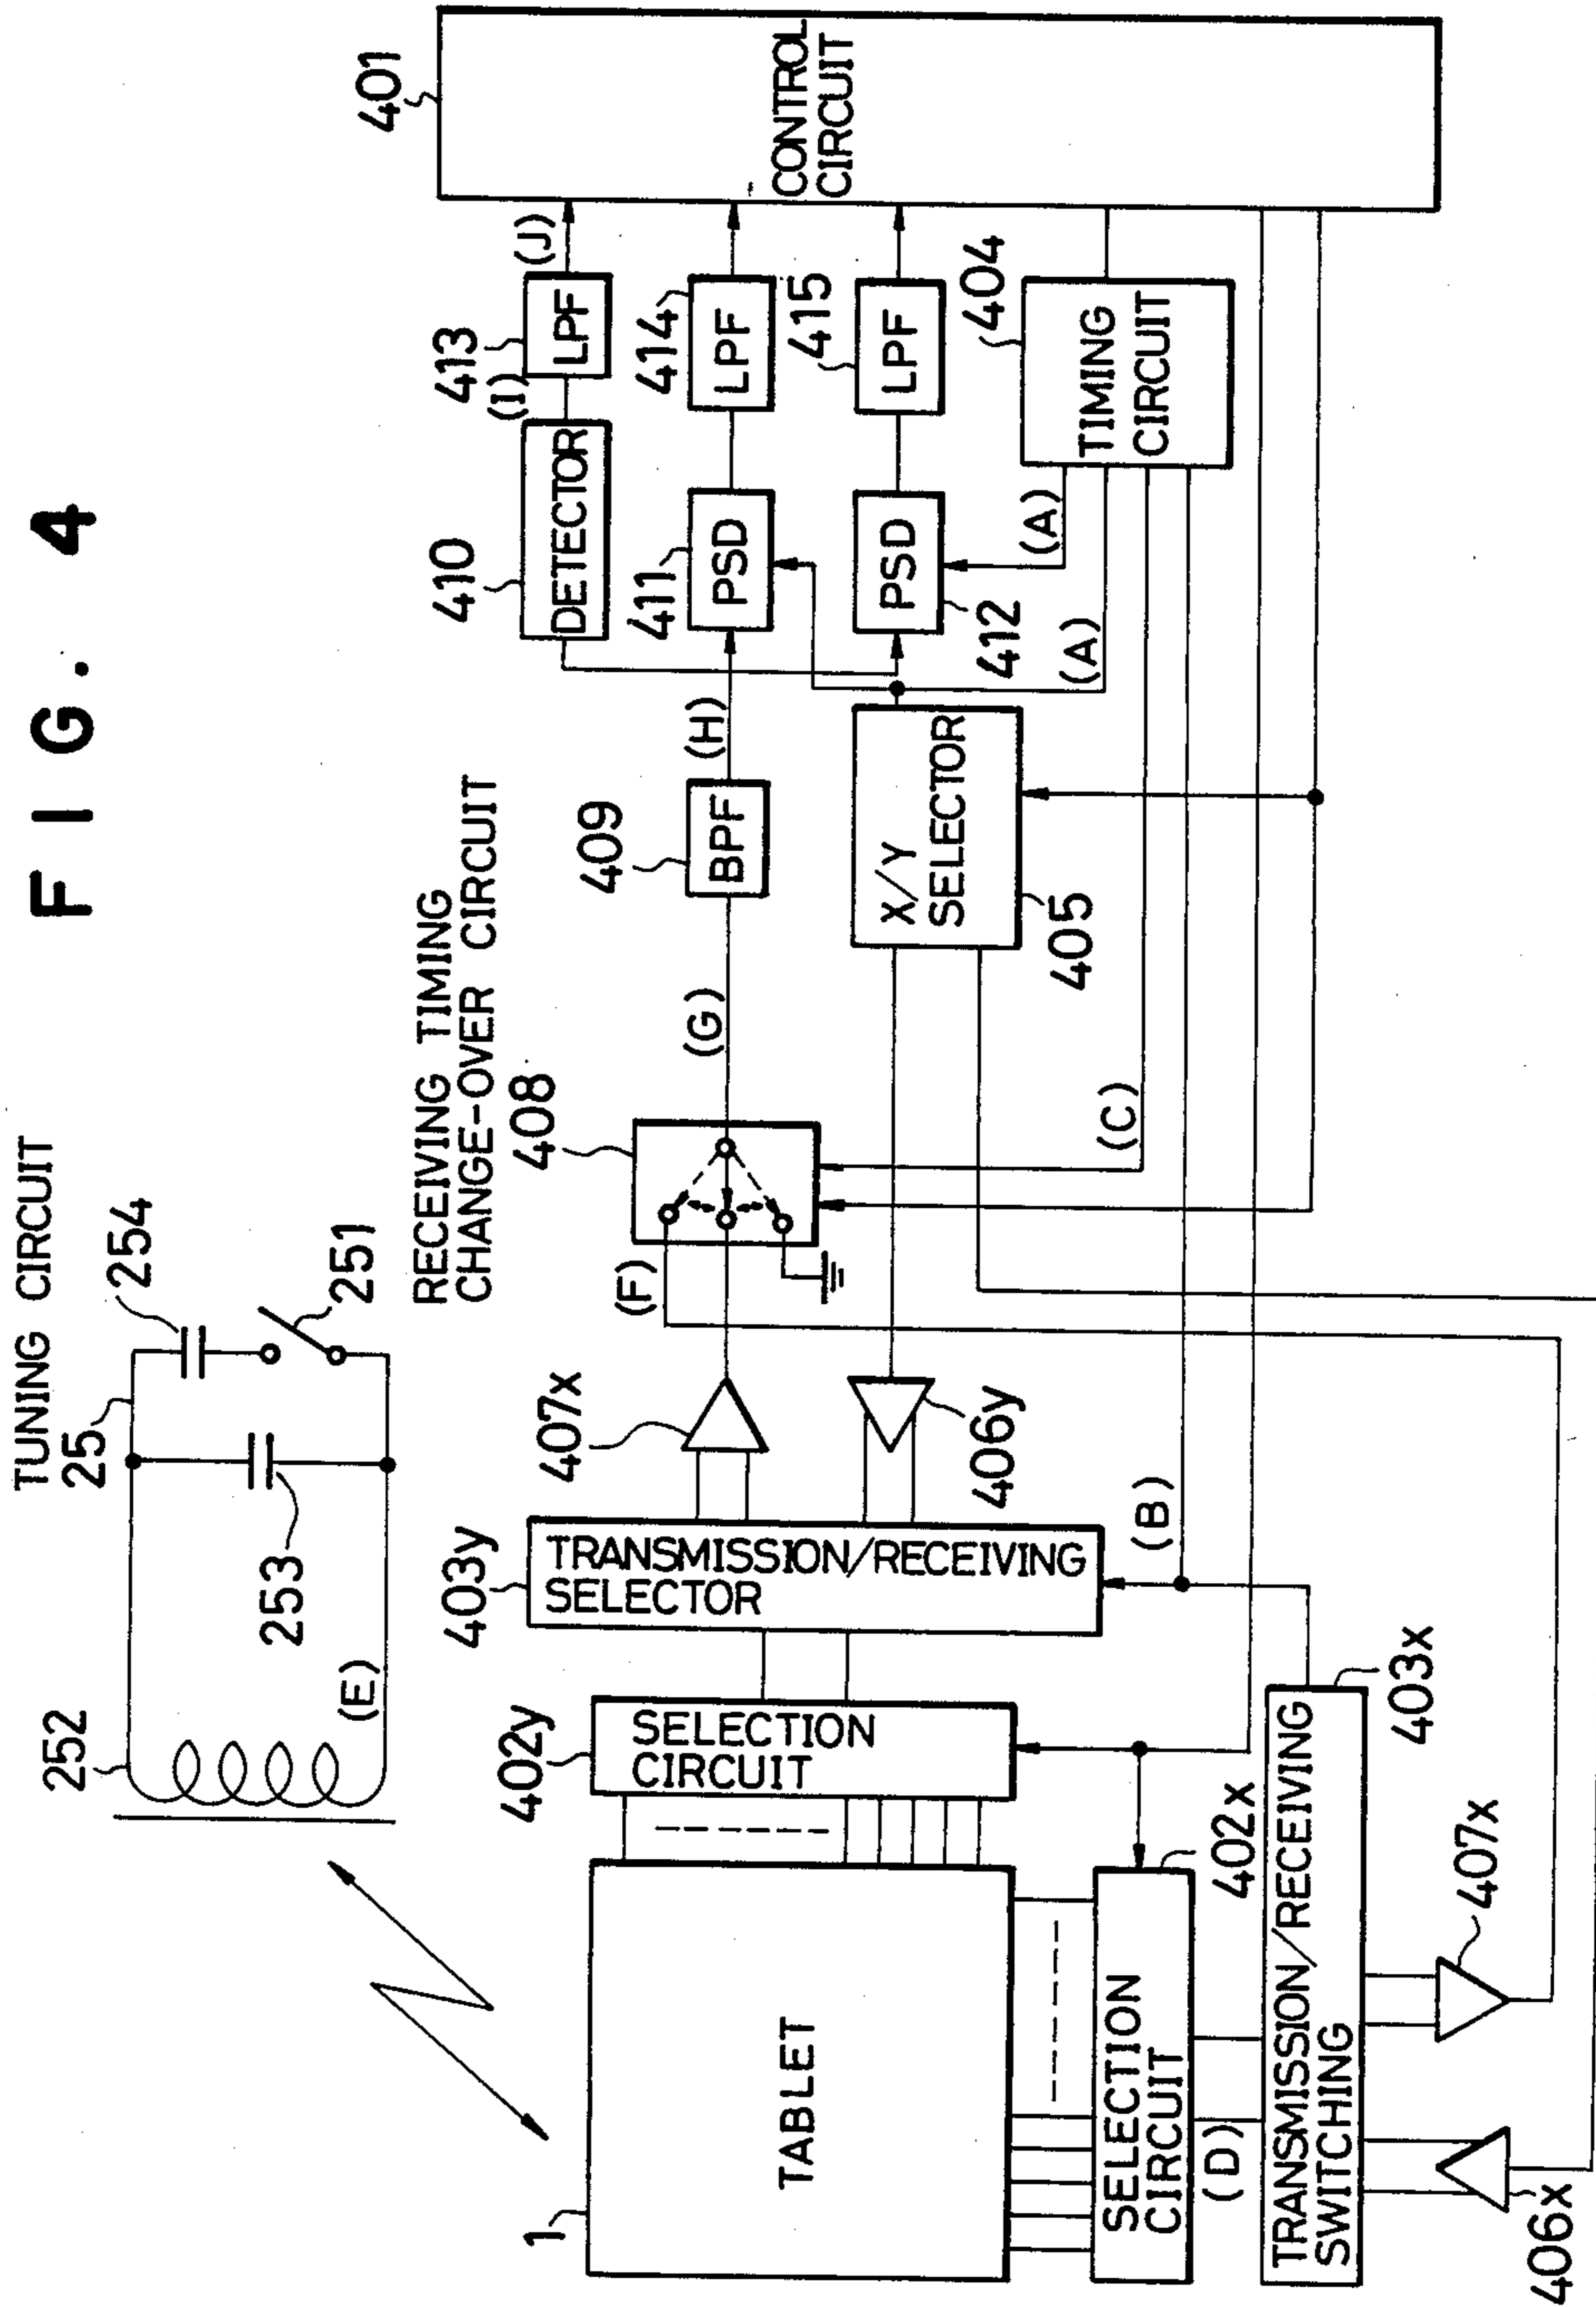 FIG. 4
TUNING CIRCUIT
25
254
251
252
253
(E)
RECEIVING TIMING
CHANGE-OVER CIRCUIT
408
401
CONTROL
CIRCUIT
410
DETECTOR
(I)
413
LPF
(J)
409
BPF
(G)
(H)
411
PSD
414
LPF
412
PSD
415
LPF
404
TIMING
CIRCUIT
(A)
(A)
X/Y
SELECTOR
405
(C)
(F)
407x
406y
403y
TRANSMISSION/RECEIVING
SELECTOR
(B)
402y
SELECTION
CIRCUIT
1
TABLET
402x
SELECTION
CIRCUIT
(D)
403x
TRANSMISSION/RECEIVING
SWITCHING
407x
406x